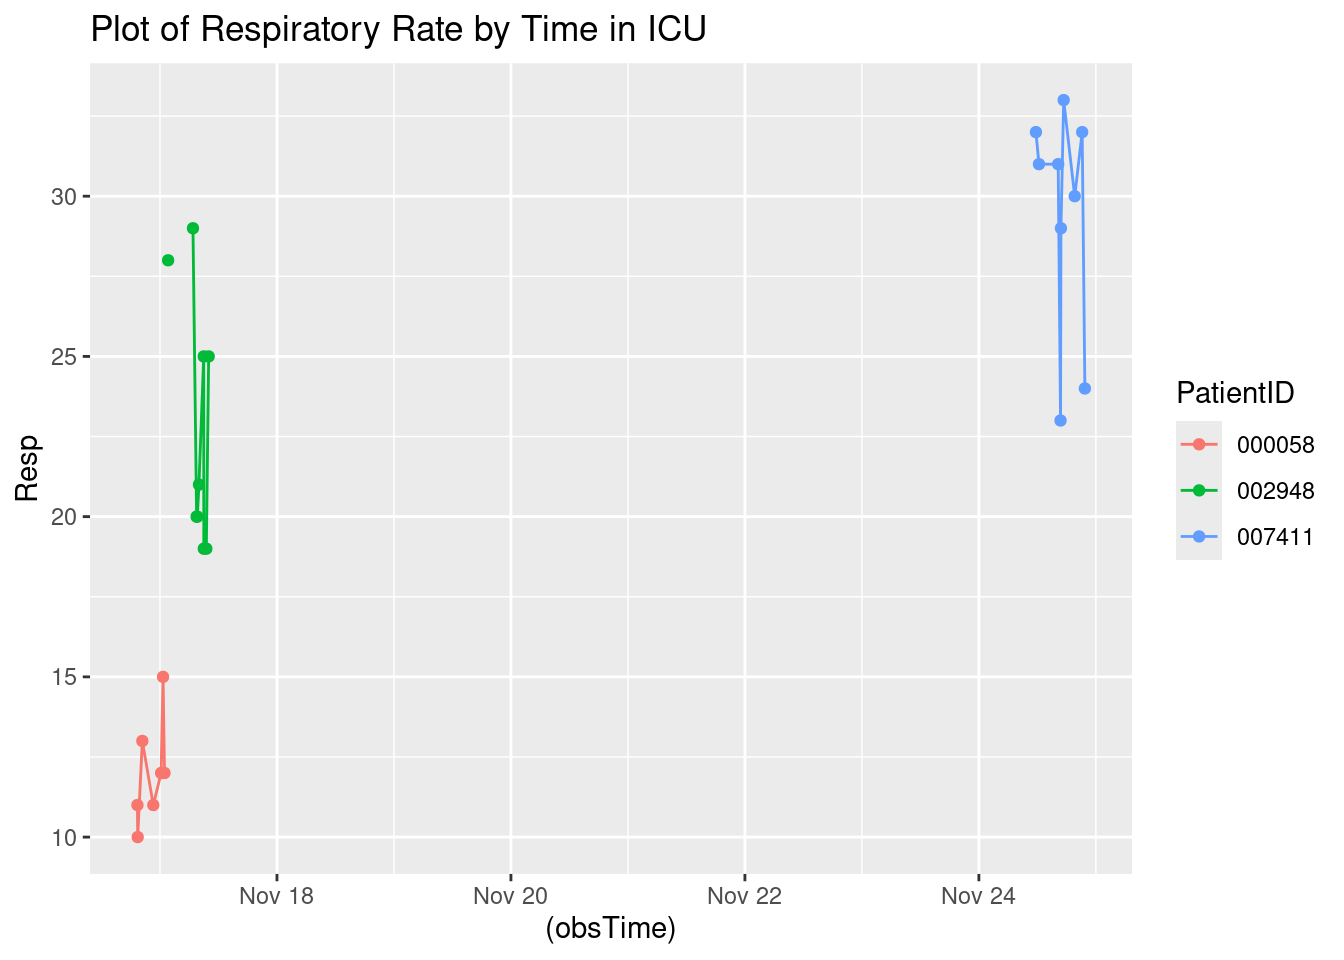 Plot of Respiratory Rate by Time in ICU
30
25
20
15
10
Resp
Nov 18
Nov 20
Nov 22
Nov 24
(obsTime)
PatientID
000058
002948
007411